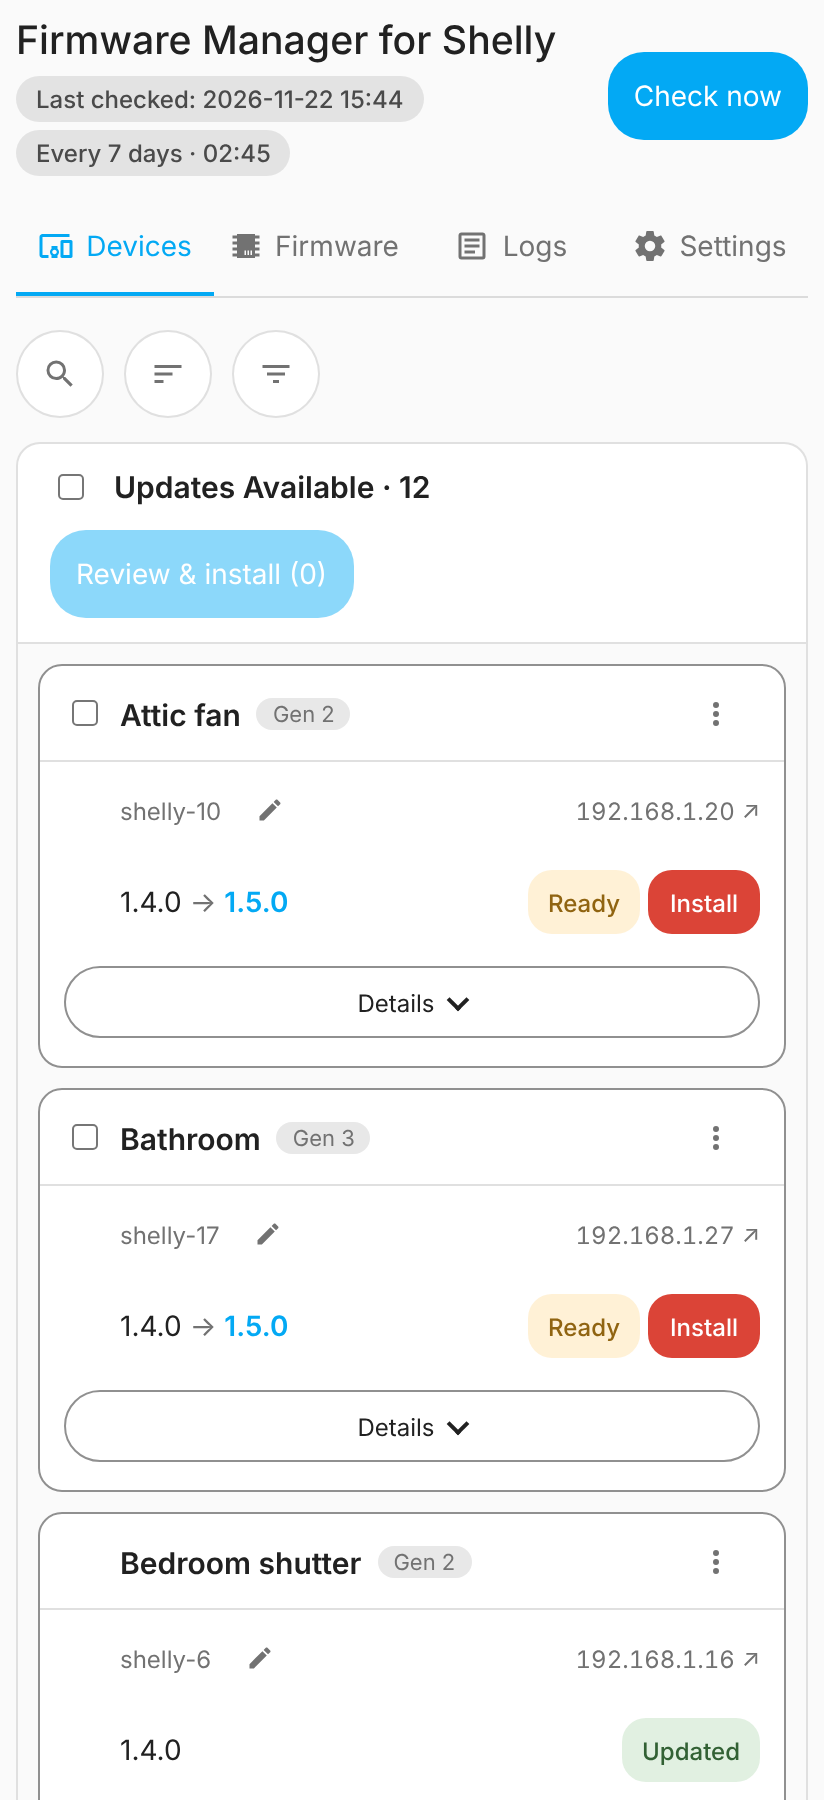 Firmware Manager for Shelly
Last checked: 2026-11-22 15:44
Check now
Every 7 days · 02:45
Devices
Firmware
Logs
Settings
Updates Available · 12
Review & install (0)
Attic fan
Gen 2
shelly-10
192.168.1.20
1.4.0 → 1.5.0
Ready
Install
Details
Bathroom
Gen 3
shelly-17
192.168.1.27
1.4.0 → 1.5.0
Ready
Install
Details
Bedroom shutter
Gen 2
shelly-6
192.168.1.16
1.4.0
Updated